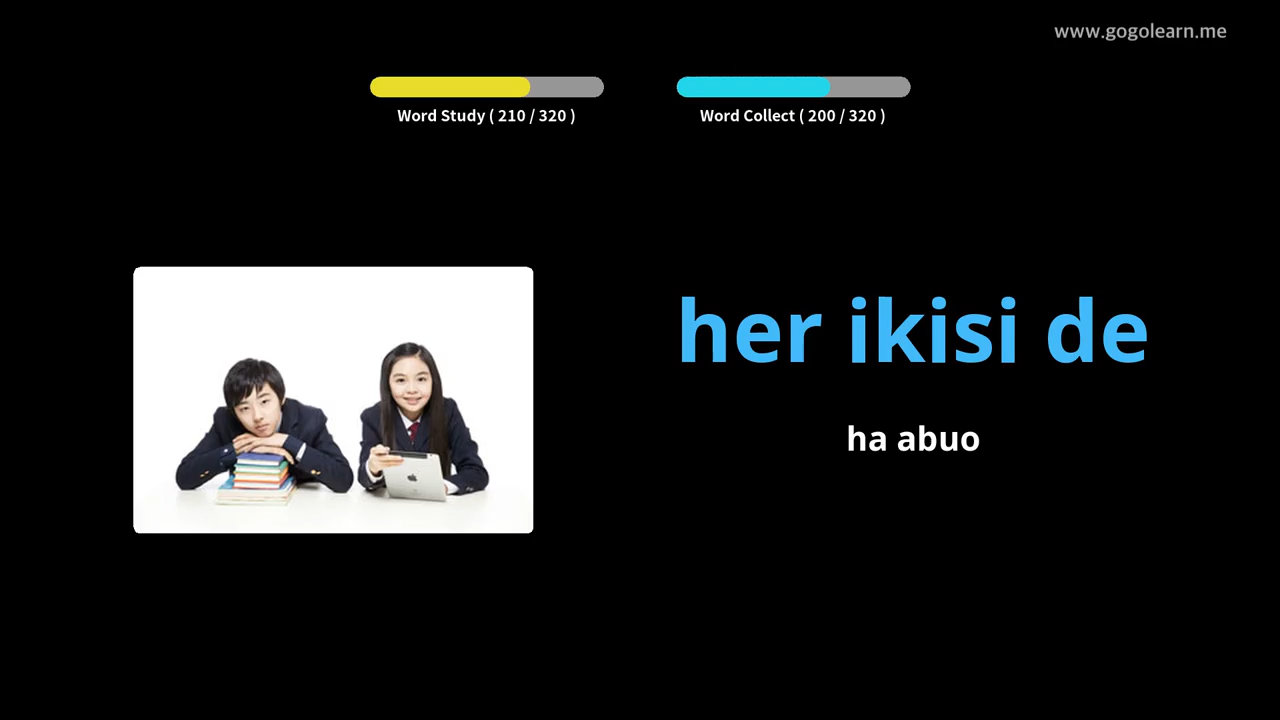 www.gogolearn.me
Word Study ( 210 / 320 )
Word Collect ( 200 / 320 )
her ikisi de
ha abuo